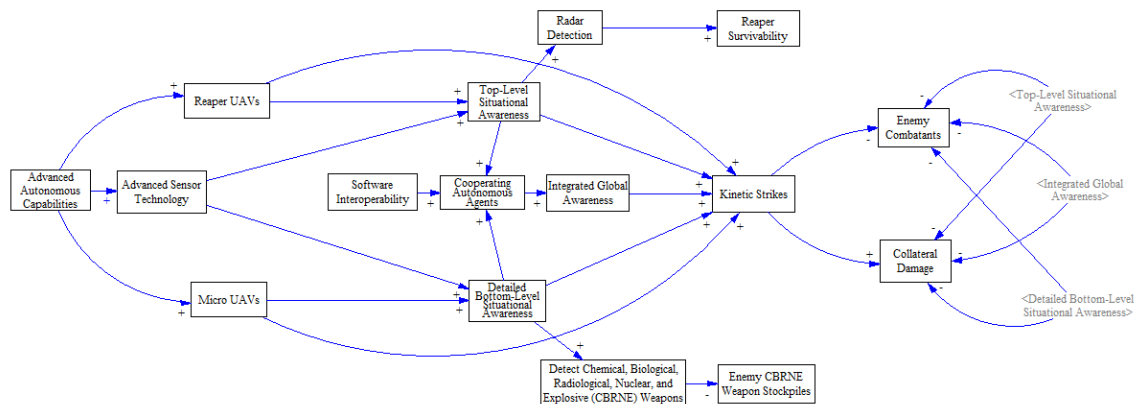 Radar
Detection
Reaper
Survivability
Reaper UAVs
Top-Level
Situational
Awareness
<Top-Level Situational
Awareness>
Enemy
Combatants
Advanced
Autonomous
Capabilities
Advanced Sensor
Technology
Software
Interoperability
Cooperating
Autonomous
Agents
Integrated Global
Awareness
Kinetic Strikes
<Integrated Global
Awareness>
Collateral
Damage
Micro UAVs
Detailed
Bottom-Level
Situational
Awareness
<Detailed Bottom-Level
Situational Awareness>
Detect Chemical, Biological,
Radiological, Nuclear, and
Explosive (CBRNE) Weapons
Enemy CBRNE
Weapon Stockpiles